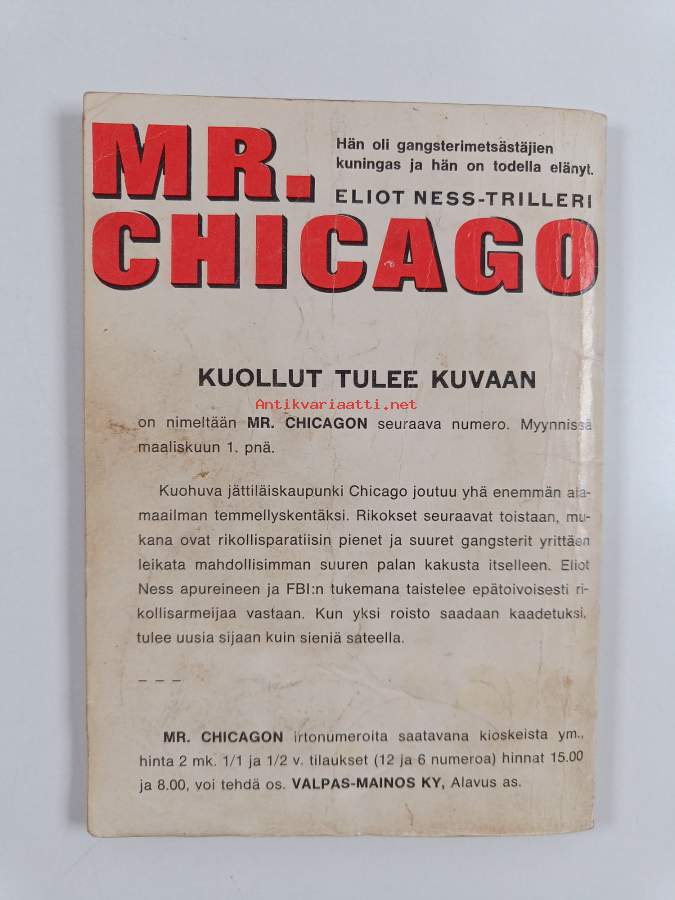 MR.
Hän oli gangsterimetsästäjien
kuningas ja hän on todella elänyt.
ELIOT NESS-TRILLERI
CHICAGO
KUOLLUT TULEE KUVAAN
Antikvariaatti.net
on nimeltään MR. CHICAGON seuraava numero. Myynnissä
maaliskuun 1. pnä.
Kuohuva jättiläiskaupunki Chicago joutuu yhä enemmän ala-
maailman temmellyskentäksi. Rikokset seuraavat toistaan, mu-
kana ovat rikollisparatiisin pienet ja suuret gangsterit yrittäen
leikata mahdollisimman suuren palan kakusta itselleen. Eliot
Ness apureineen ja FBI:n tukemana taistelee epätoivoisesti ri-
kollisarmeijaa vastaan. Kun yksi roisto saadaan kaadetuksi,
tulee uusia sijaan kuin sieniä sateella.
– – –
MR. CHICAGON irtonumeroita saatavana kioskeista ym.,
hinta 2 mk. 1/1 ja 1/2 v. tilaukset (12 ja 6 numeroa) hinnat 15.00
ja 8.00, voi tehdä os. VALPAS-MAINOS KY, Alavus as.